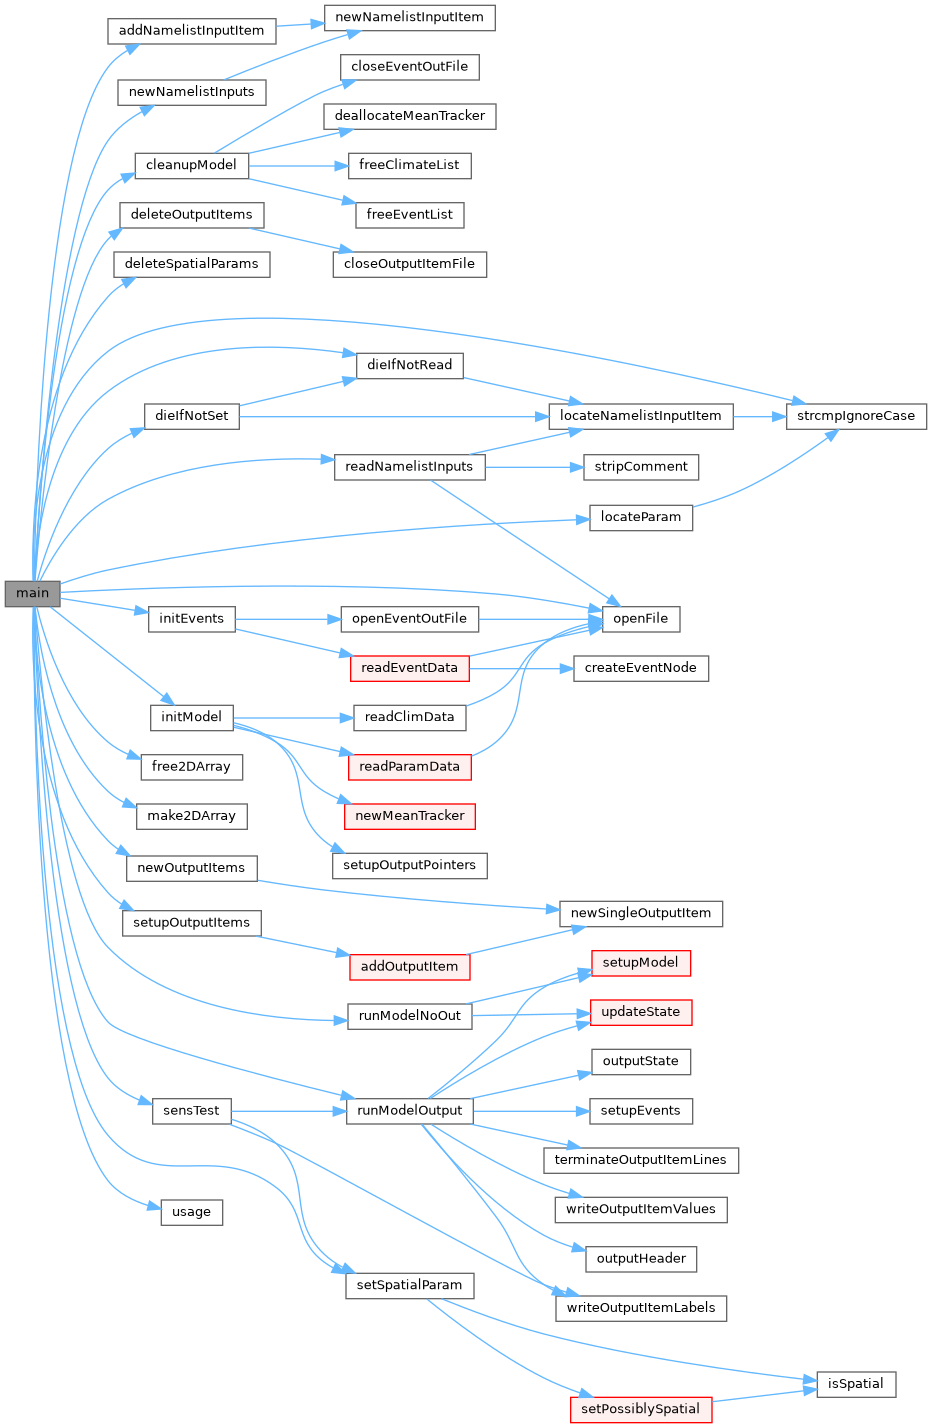 newNamelistInputItem
addNamelistInputItem
closeEventOutFile
newNamelistInputs
deallocateMeanTracker
cleanupModel
freeClimateList
deleteOutputItems
freeEventList
deleteSpatialParams
closeOutputItemFile
dieIfNotRead
dieIfNotSet
locateNamelistInputItem
strcmpIgnoreCase
readNamelistInputs
stripComment
locateParam
main
initEvents
openEventOutFile
openFile
readEventData
createEventNode
initModel
readClimData
free2DArray
readParamData
make2DArray
newMeanTracker
newOutputItems
setupOutputPointers
setupOutputItems
newSingleOutputItem
addOutputItem
setupModel
runModelNoOut
updateState
outputState
sensTest
runModelOutput
setupEvents
terminateOutputItemLines
usage
writeOutputItemValues
outputHeader
setSpatialParam
writeOutputItemLabels
isSpatial
setPossiblySpatial